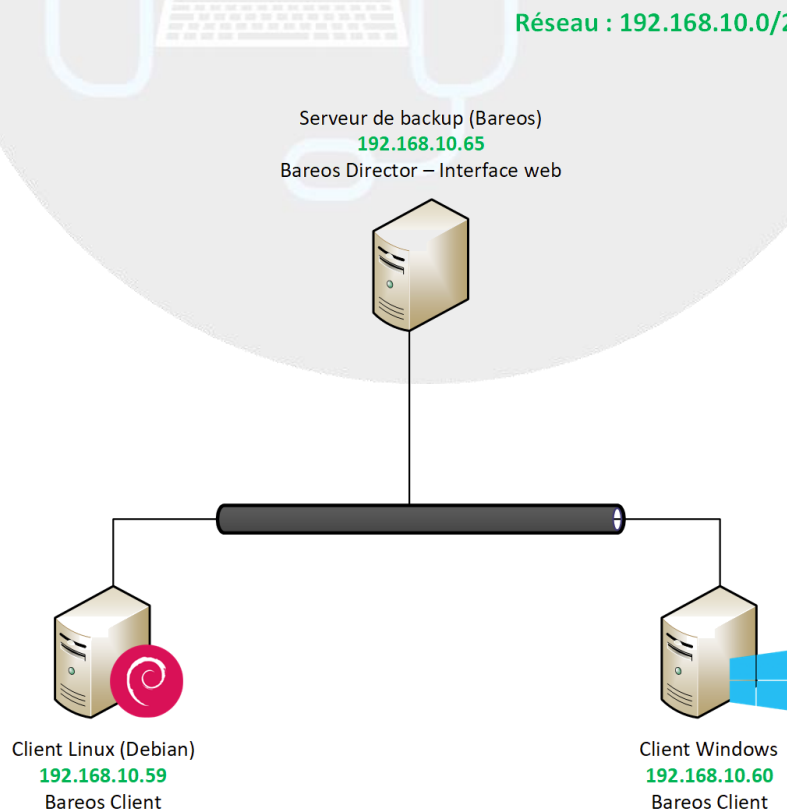 Réseau : 192.168.10.0/2
Serveur de backup (Bareos)
192.168.10.65
Bareos Director – Interface web
Client Linux (Debian)
192.168.10.59
Bareos Client
Client Windows
192.168.10.60
Bareos Client